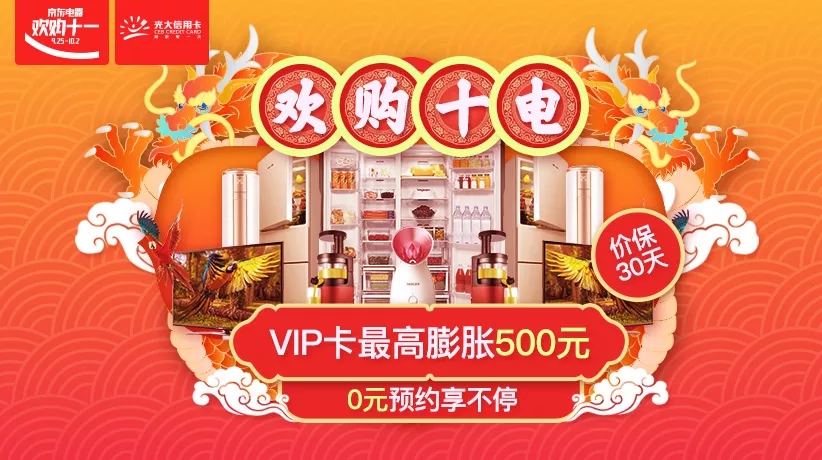 京东电器
欢购十一
9.25-10.2
光大信用卡
CEB CREDIT CARD
欢购十电
价保
30天
VIP卡最高膨胀500元
0元预约享不停